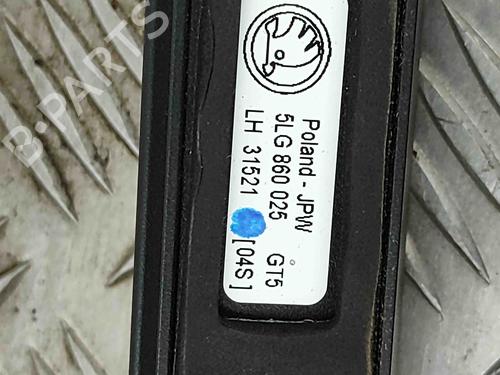 Poland - JPW
5LG 860 025 GT5
LH 31521 [04S]
B-PARTS